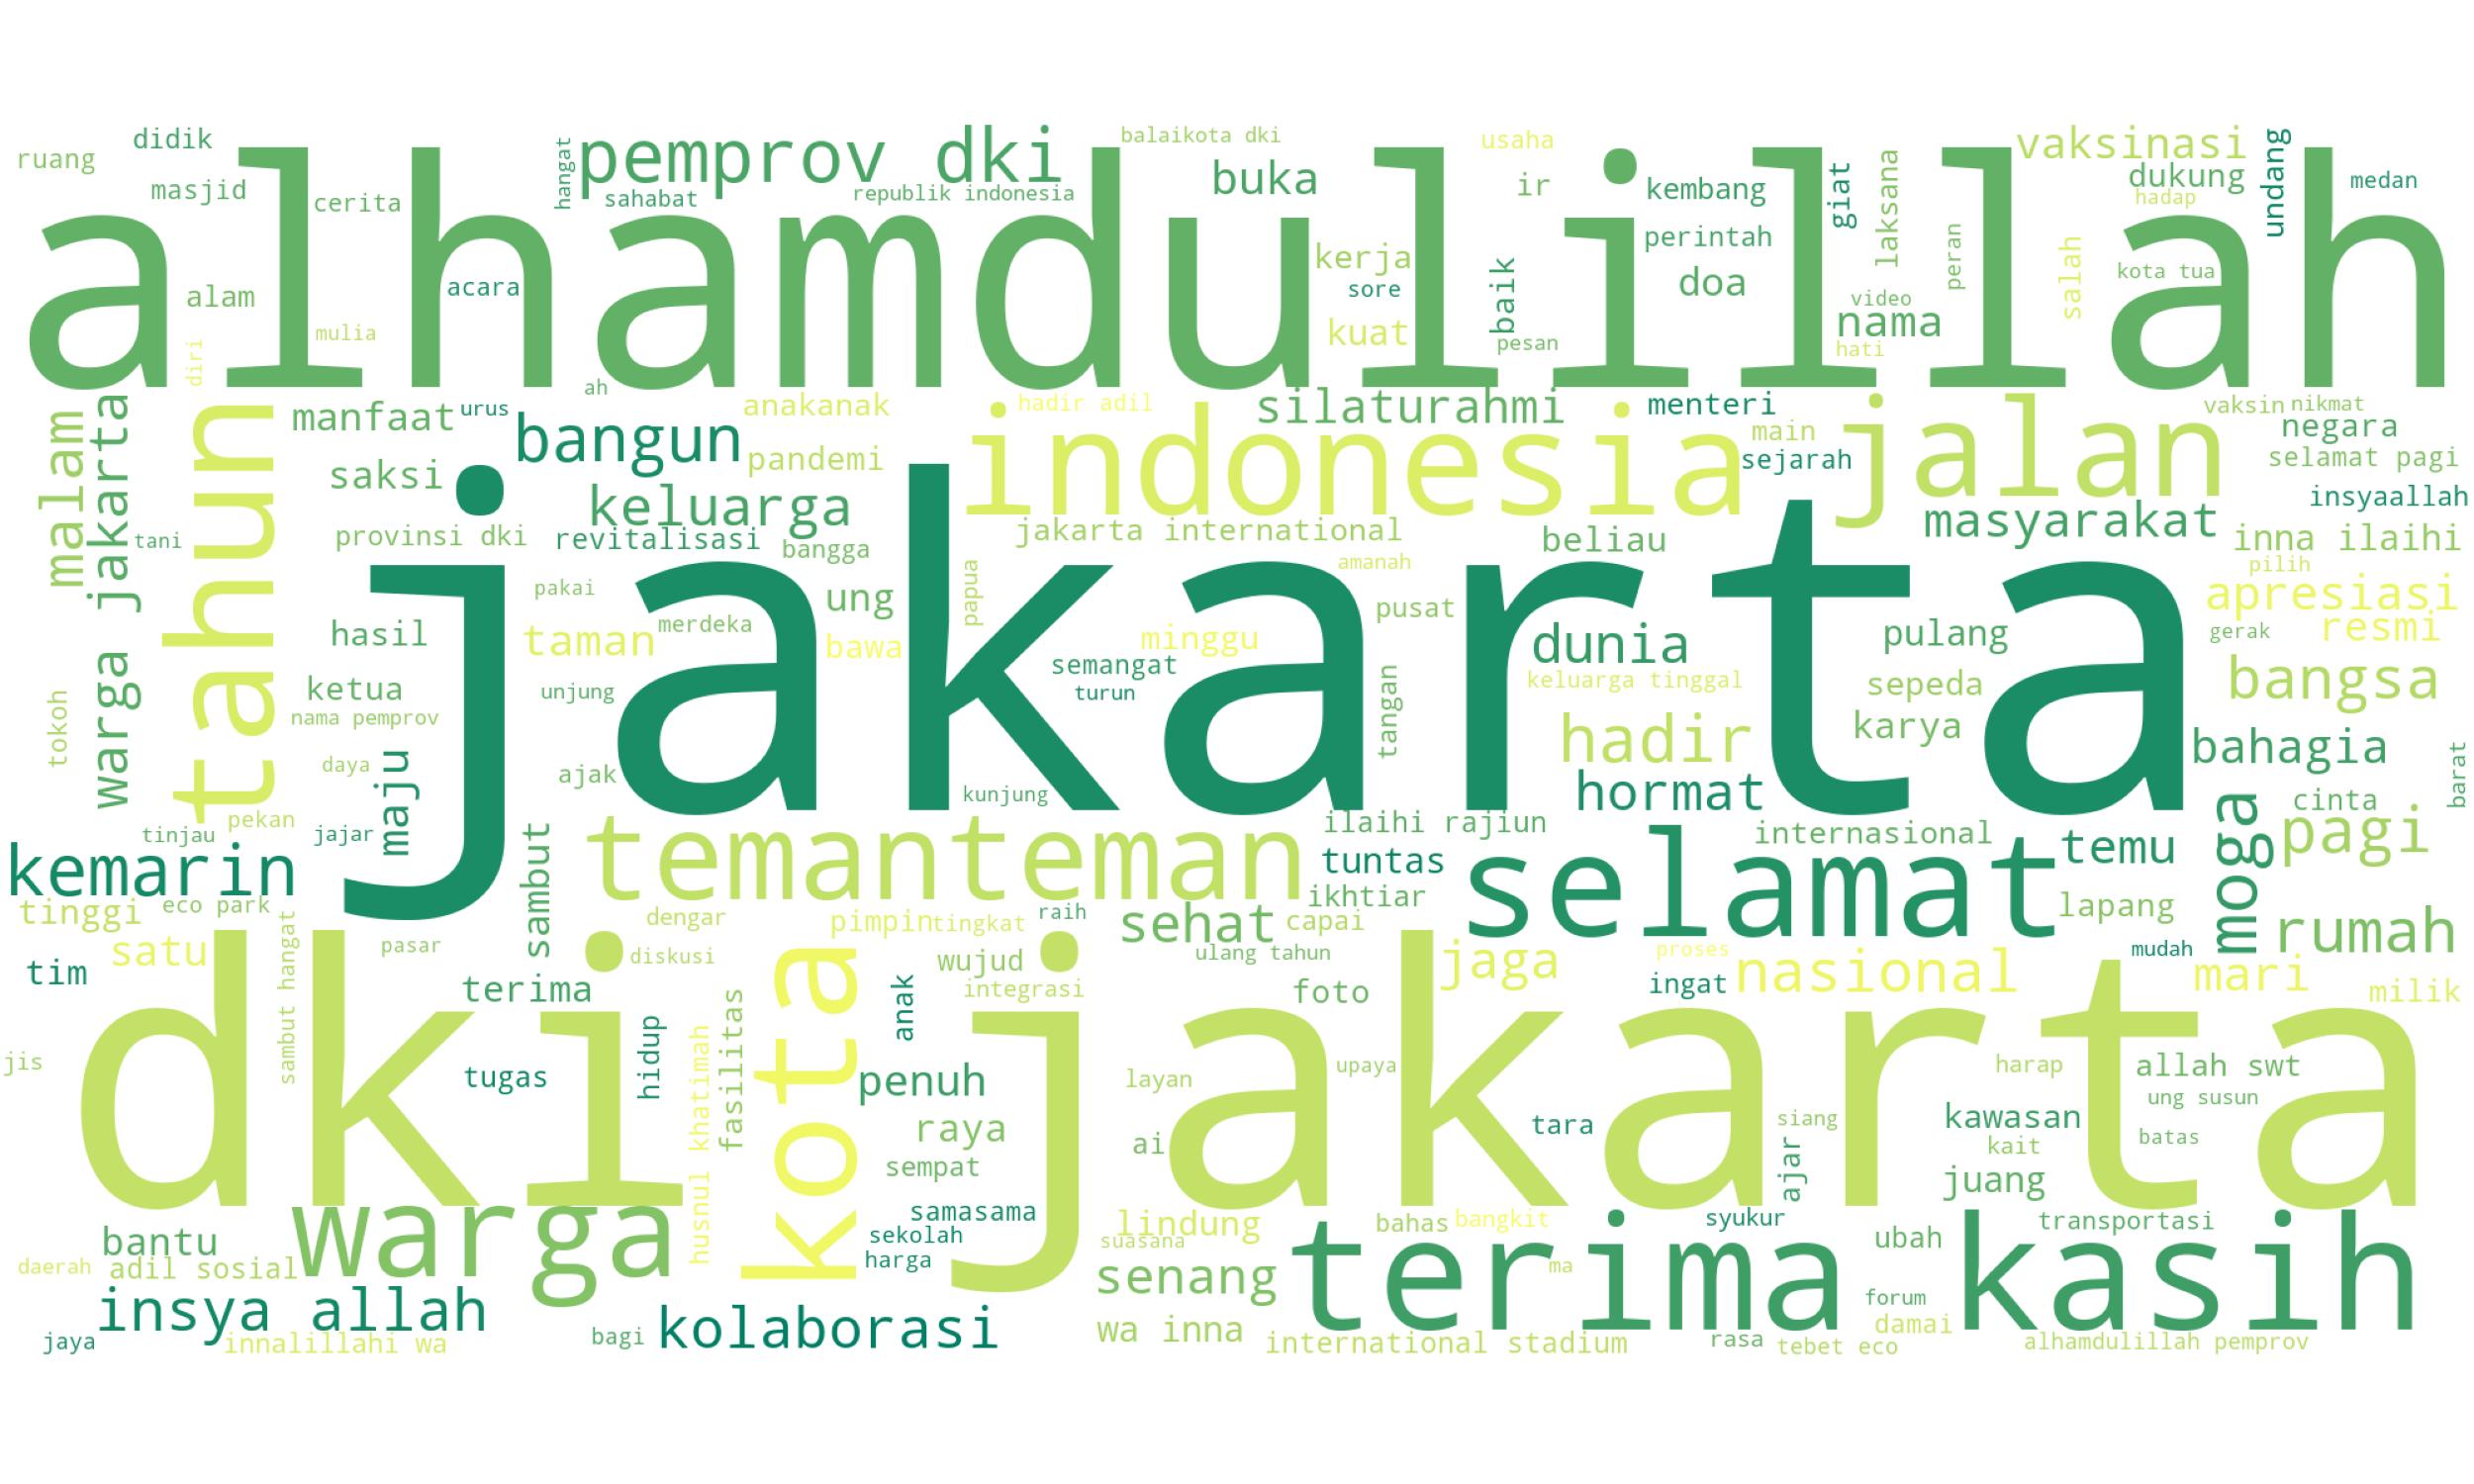 didik
ruang
masjid
cerita
hangat
pemprov dki
sahabat
republik indonesia
balaikota dki
buka
usaha
ir
kembang
giat
laksana
vaksinasi
dukung
hadap
undang
medan
alhamdulillah
perintah
peran
kerja
sore
baik
doa
salah
kota tua
acara
alam
mulia
diri
kuat
pesan
video
nama
hati
ah
malam
warga jakarta
tahun
manfaat
urus
bangun
anakanak
hadir adil
silaturahmi
menteri
main
jalan
vaksin
nikmat
negara
indonesia
sejarah
selamat pagi
saksi
pandemi
keluarga
insyaallah
tani
provinsi dki
revitalisasi
bangga
jakarta international
beliau
masyarakat
inna ilaihi
pilih
jakarta
pakai
ung
papua
amanah
pusat
apresiasi
hasil
taman
merdeka
bawa
minggu
dunia
pulang
gerak
resmi
semangat
turun
keluarga tinggal
sepeda
bangsa
tokoh
ketua
nama pemprov
unjung
tangan
hadir
karya
bahagia
barat
daya
maju
ajak
kunjung
hormat
cinta
pekan
tinjau
jajar
sambut
temanteman
ilaihi rajiun
internasional
temu
moga
pagi
kemarin
tuntas
selamat
tinggi
eco park
dengar
pimpin
tingkat
raih
sehat
ikhtiar
capai
lapang
rumah
satu
sambut hangat
pasar
diskusi
kota
wujud
ulang tahun
jaga
proses
nasional
mudah
mari
tim
terima
integrasi
anak
foto
ingat
milik
dki jakarta
jis
tugas
hidup
husnul khatimah
fasilitas
penuh
layan
upaya
harap
allah swt
ung susun
raya
ai
tara
siang
kawasan
batas
sempat
ajar
kait
juang
bantu
warga
samasama
sekolah
harga
lindung
suasana
bahas
bangkit
syukur
ubah
transportasi
daerah
adil sosial
senang
terima kasih
ma
insya allah
forum
damai
jaya
innalillahi wa
bagi
kolaborasi
wa inna
international stadium
rasa
tebet eco
alhamdulillah pemprov